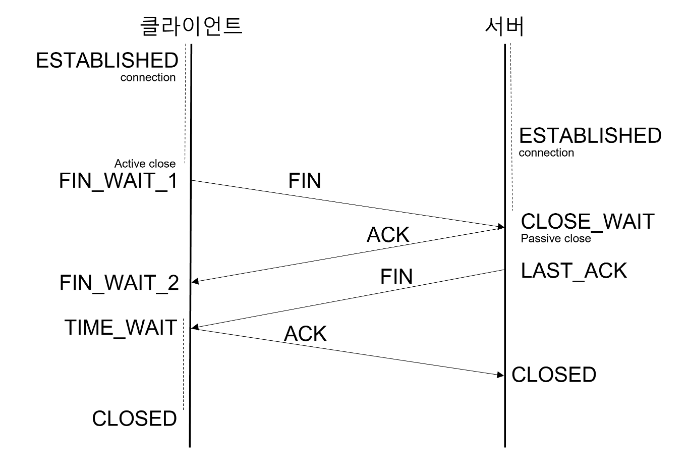 클라이언트
서버
ESTABLISHED
connection
ESTABLISHED
connection
Active close
FIN_WAIT_1
FIN
CLOSE_WAIT
Passive close
ACK
FIN_WAIT_2
FIN
LAST_ACK
TIME_WAIT
ACK
CLOSED
CLOSED